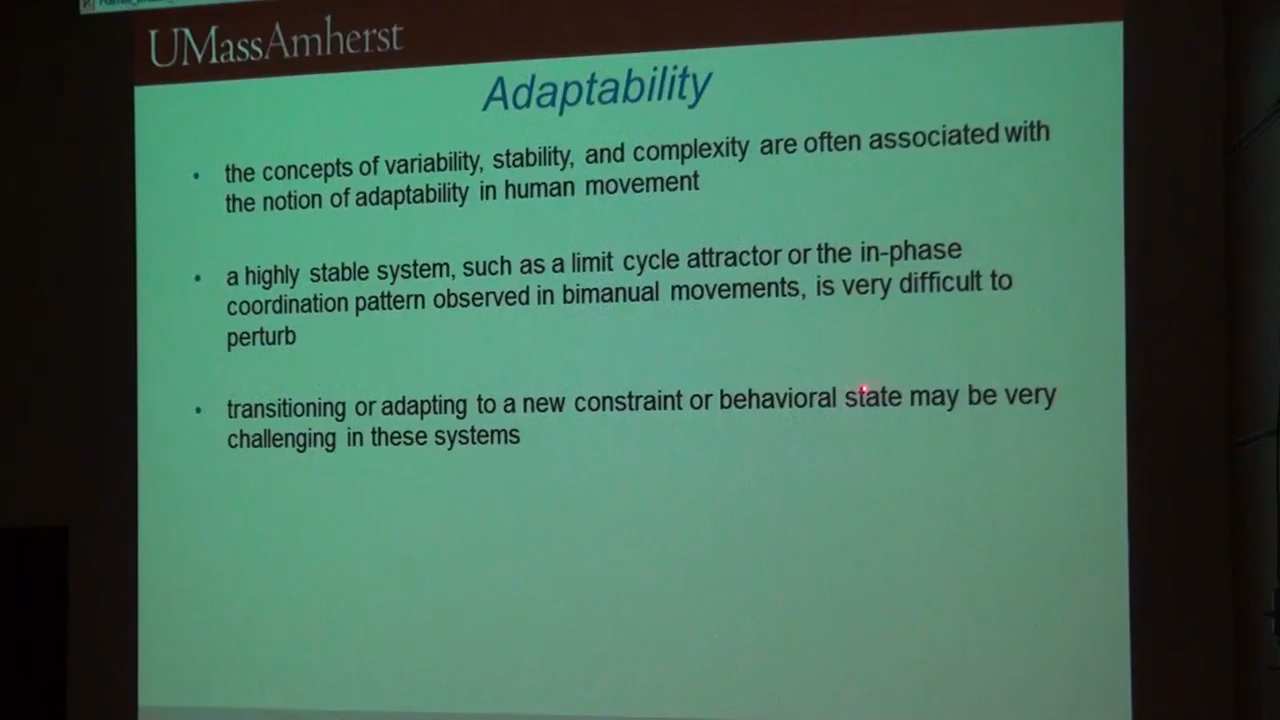 UMassAmherst
Adaptability
• the concepts of variability, stability, and complexity are often associated with
the notion of adaptability in human movement
• a highly stable system, such as a limit cycle attractor or the in-phase
coordination pattern observed in bimanual movements, is very difficult to
perturb
• transitioning or adapting to a new constraint or behavioral state may be very
challenging in these systems